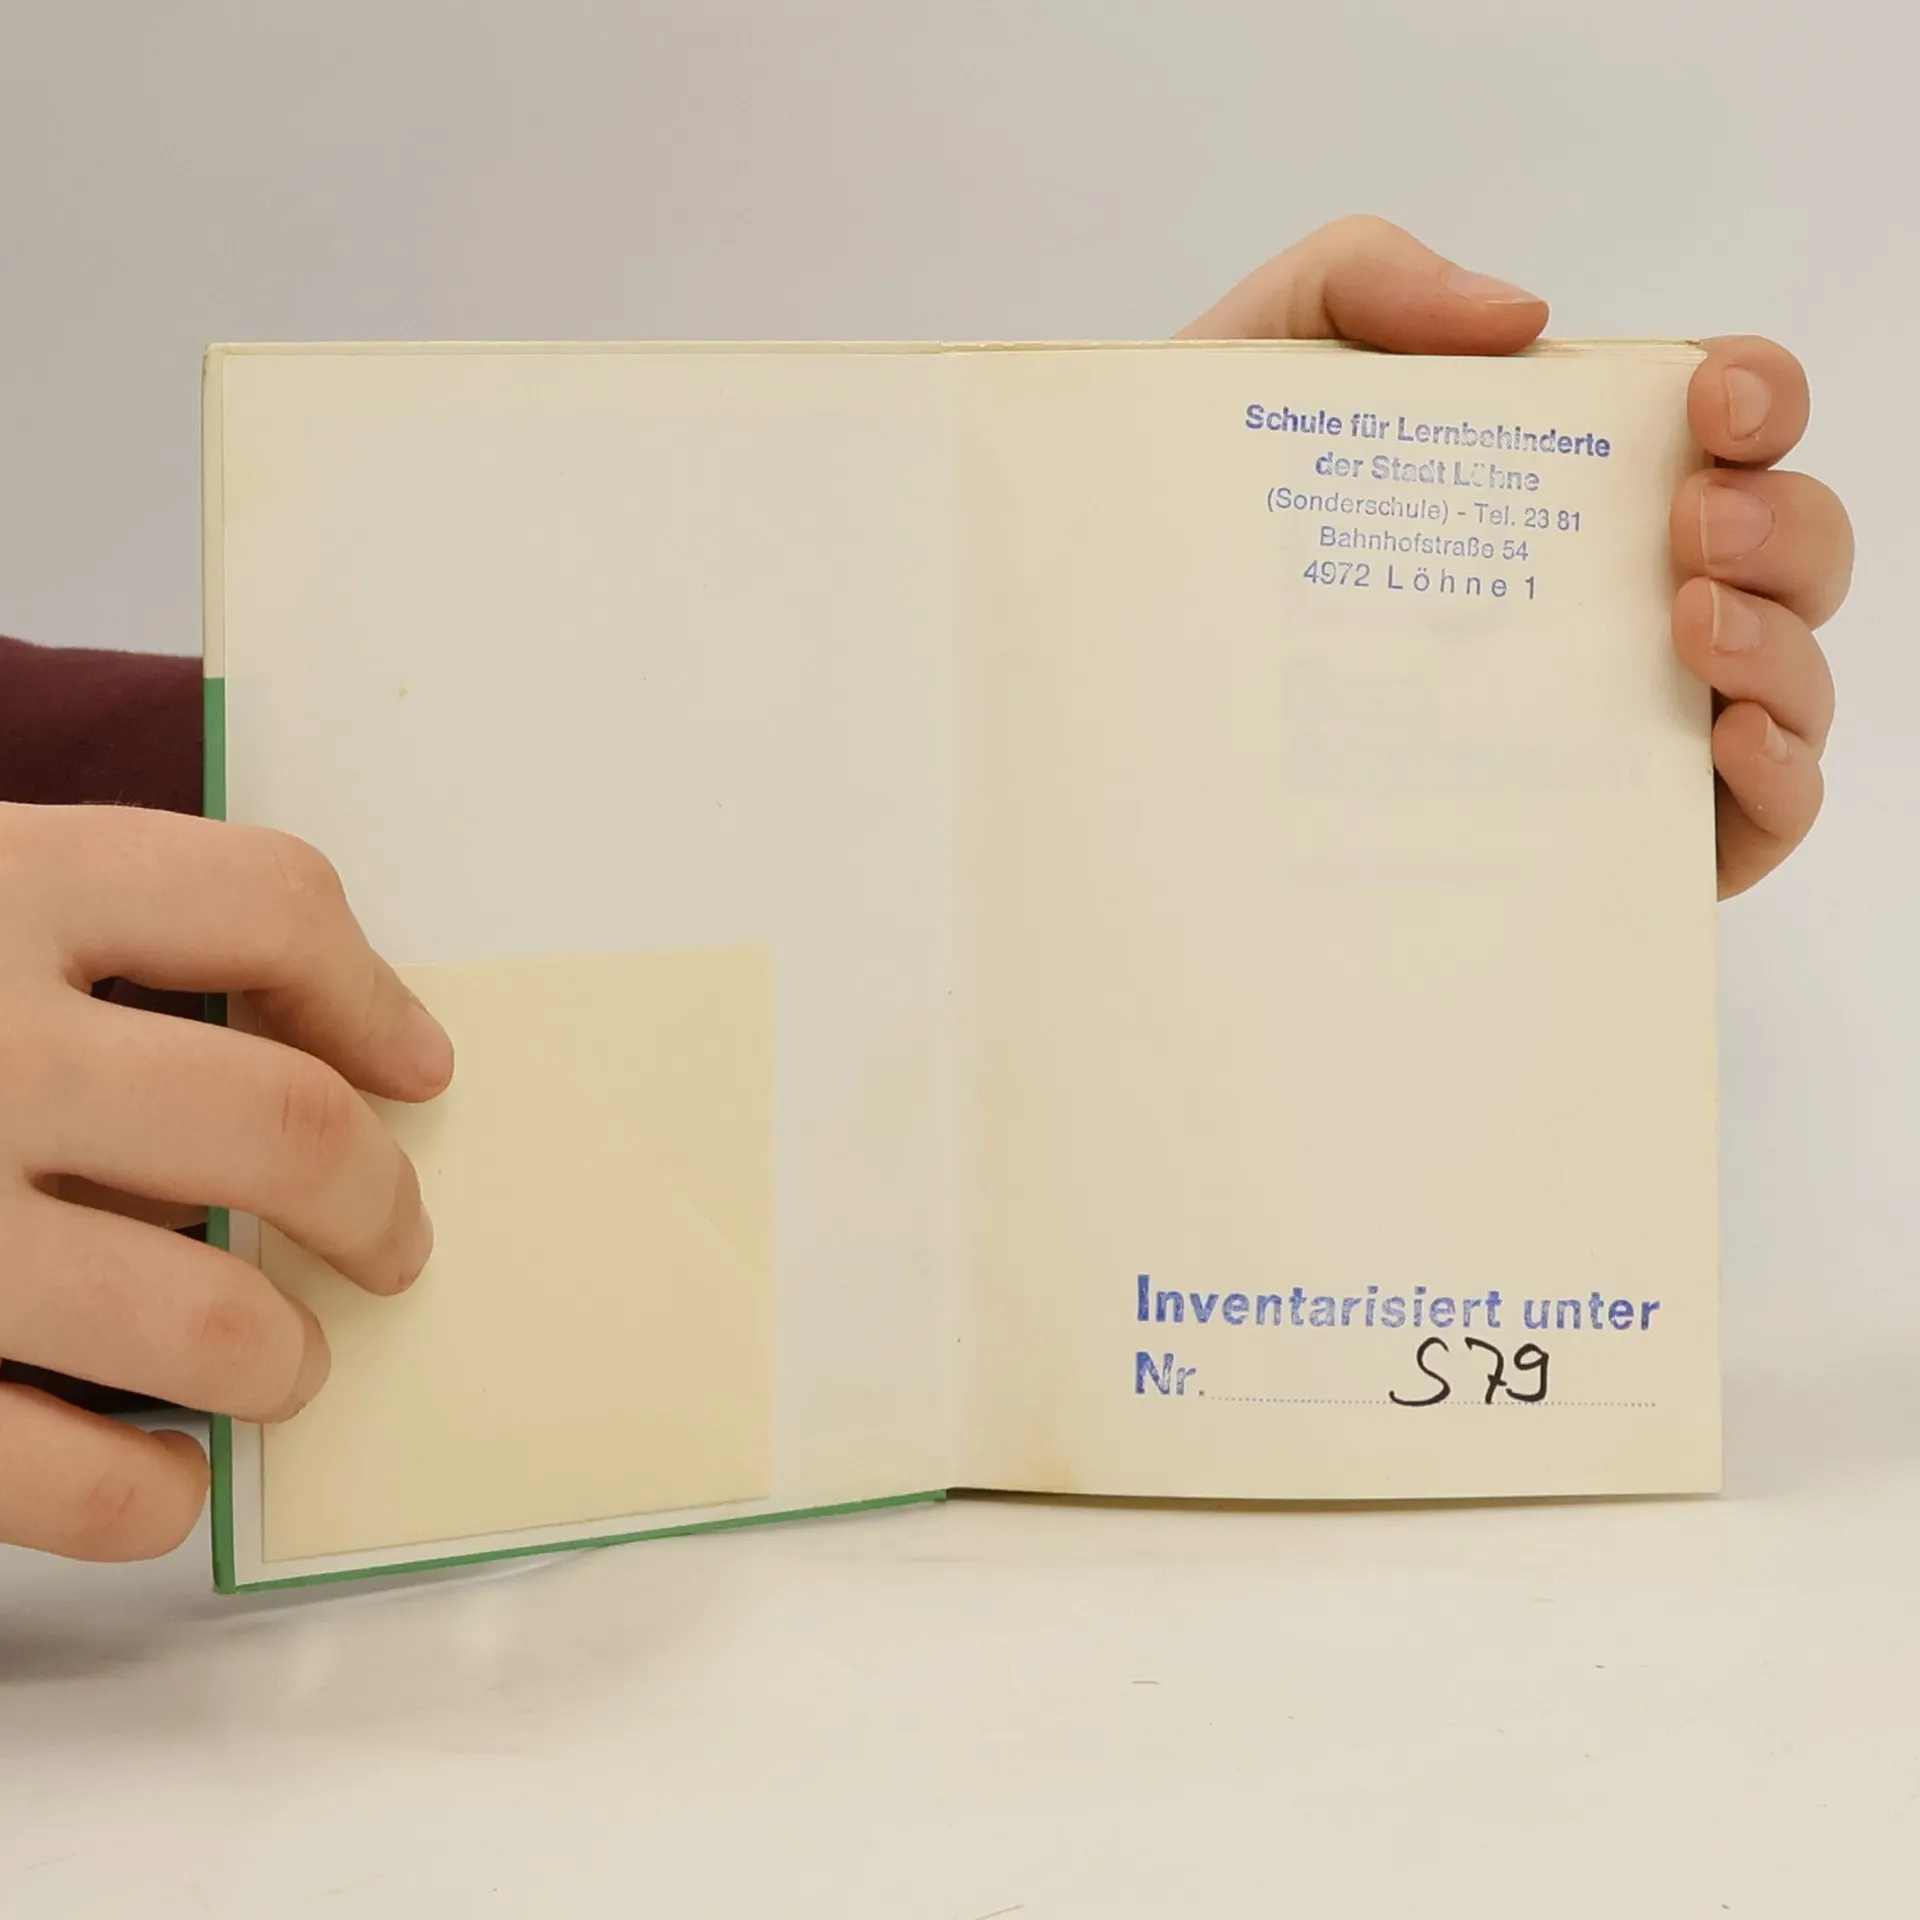 Schule für Lernbehinderte
der Stadt Löhne
(Sonderschule) - Tel. 23 81
Bahnhofstraße 54
4972 Löhne 1
Inventarisiert unter
Nr. S79